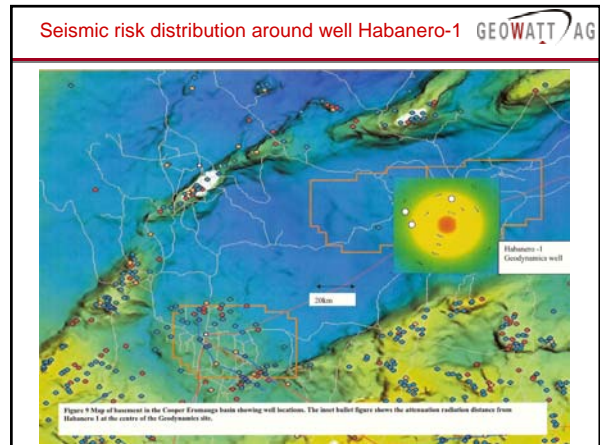 Seismic risk distribution around well Habanero-1
GEOWATT AG
Habanero -1
Geodynamics well
20km
Figure 9 Map of basement in the Cooper Eromanga basin showing well locations. The inset bullet figure shows the attenuation radiation distance from
Habanero 1 at the centre of the Geodynamics site.